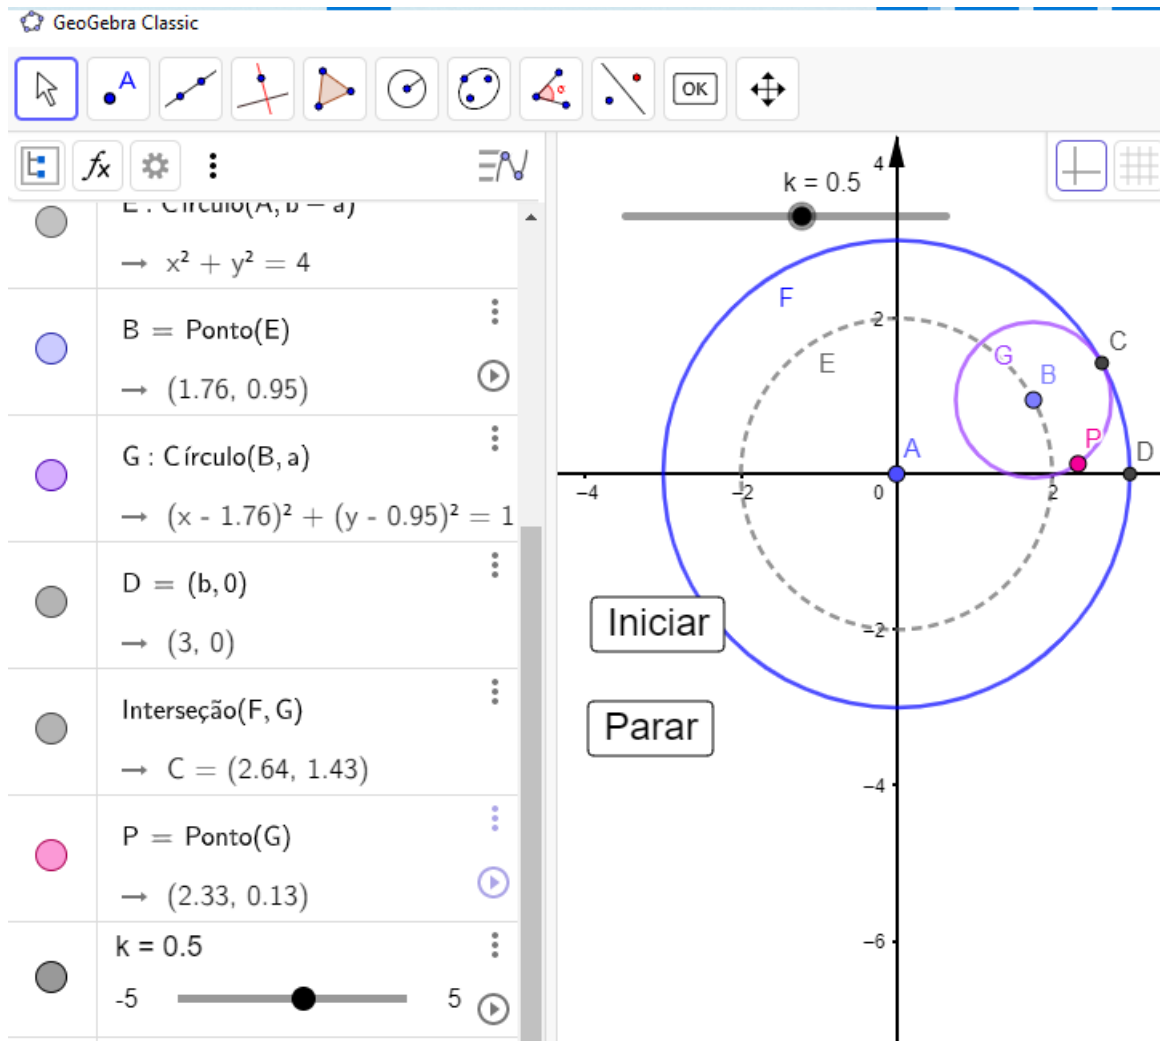 GeoGebra Classic
A
OK
fx
E : Círculo(A, b − a)
→ x² + y² = 4
B = Ponto(E)
→ (1.76, 0.95)
G : Círculo(B, a)
→ (x - 1.76)² + (y - 0.95)² = 1
D = (b, 0)
→ (3, 0)
Interseção(F, G)
→ C = (2.64, 1.43)
P = Ponto(G)
→ (2.33, 0.13)
k = 0.5
-5 5
4
k = 0.5
F
2
C
G
E
B
P
A
D
−4 −2 0 2
Iniciar
−2
Parar
−4
−6